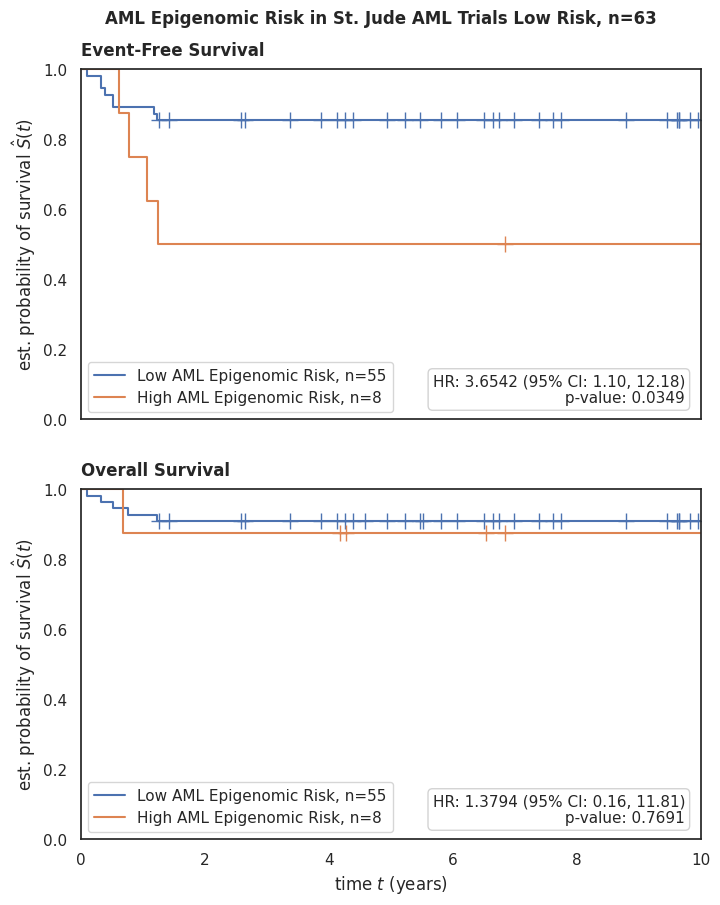 AML Epigenomic Risk in St. Jude AML Trials Low Risk, n=63
Event-Free Survival
est. probability of survival Ŝ(t)
1.0
0.8
0.6
0.4
0.2
0.0
Low AML Epigenomic Risk, n=55
High AML Epigenomic Risk, n=8
HR: 3.6542 (95% CI: 1.10, 12.18)
p-value: 0.0349
Overall Survival
est. probability of survival Ŝ(t)
1.0
0.8
0.6
0.4
0.2
0.0
Low AML Epigenomic Risk, n=55
High AML Epigenomic Risk, n=8
HR: 1.3794 (95% CI: 0.16, 11.81)
p-value: 0.7691
0 2 4 6 8 10
time t (years)